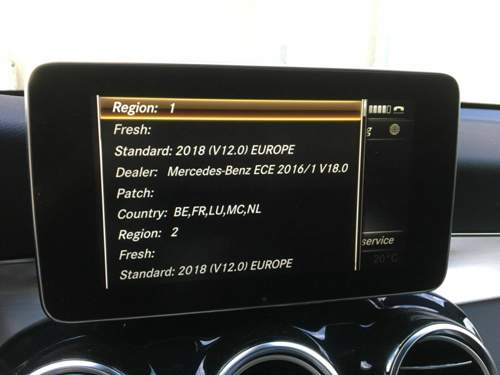 Region: 1
Fresh:
Standard: 2018 (V12.0) EUROPE
Dealer: Mercedes-Benz ECE 2016/1 V18.0
Patch:
Country: BE,FR,LU,MC,NL
Region: 2
Fresh:
Standard: 2018 (V12.0) EUROPE
service
20°C